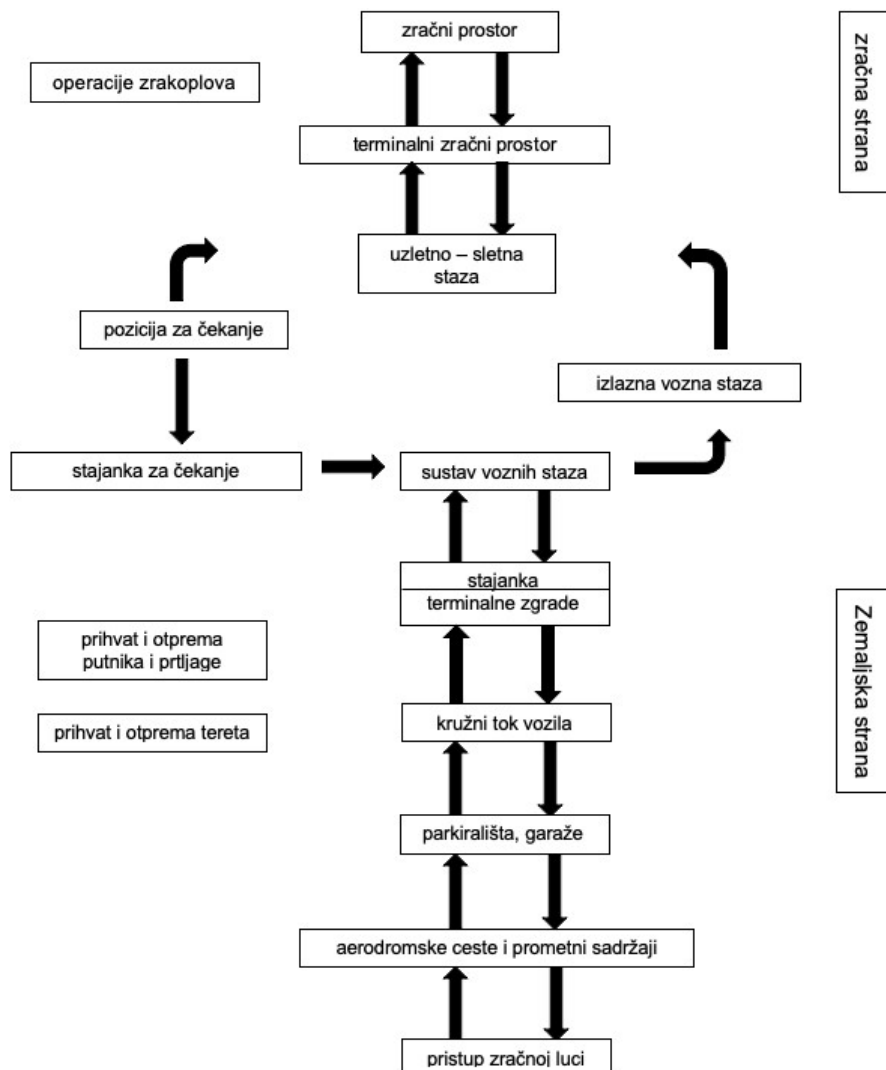 zračni prostor
operacije zrakoplova
zračna strana
terminalni zračni prostor
uzletno – sletna
staza
pozicija za čekanje
izlazna vozna staza
stajanka za čekanje
sustav voznih staza
stajanka
terminalne zgrade
Zemaljska strana
prihvat i otprema
putnika i prtljage
kružni tok vozila
prihvat i otprema tereta
parkirališta, garaže
aerodromske ceste i prometni sadržaji
pristup zračnoj luci